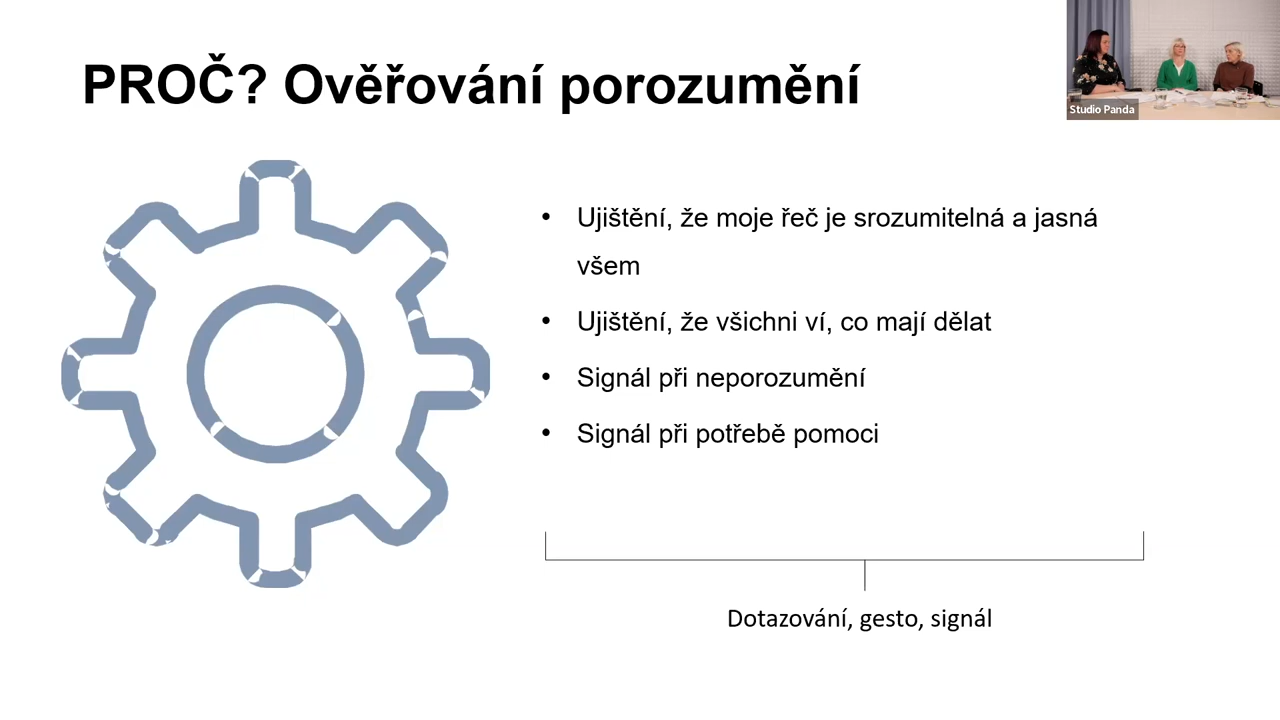 PROČ? Ověřování porozumění
Studio Panda
• Ujištění, že moje řeč je srozumitelná a jasná
všem
• Ujištění, že všichni ví, co mají dělat
• Signál při neporozumění
• Signál při potřebě pomoci
Dotazování, gesto, signál